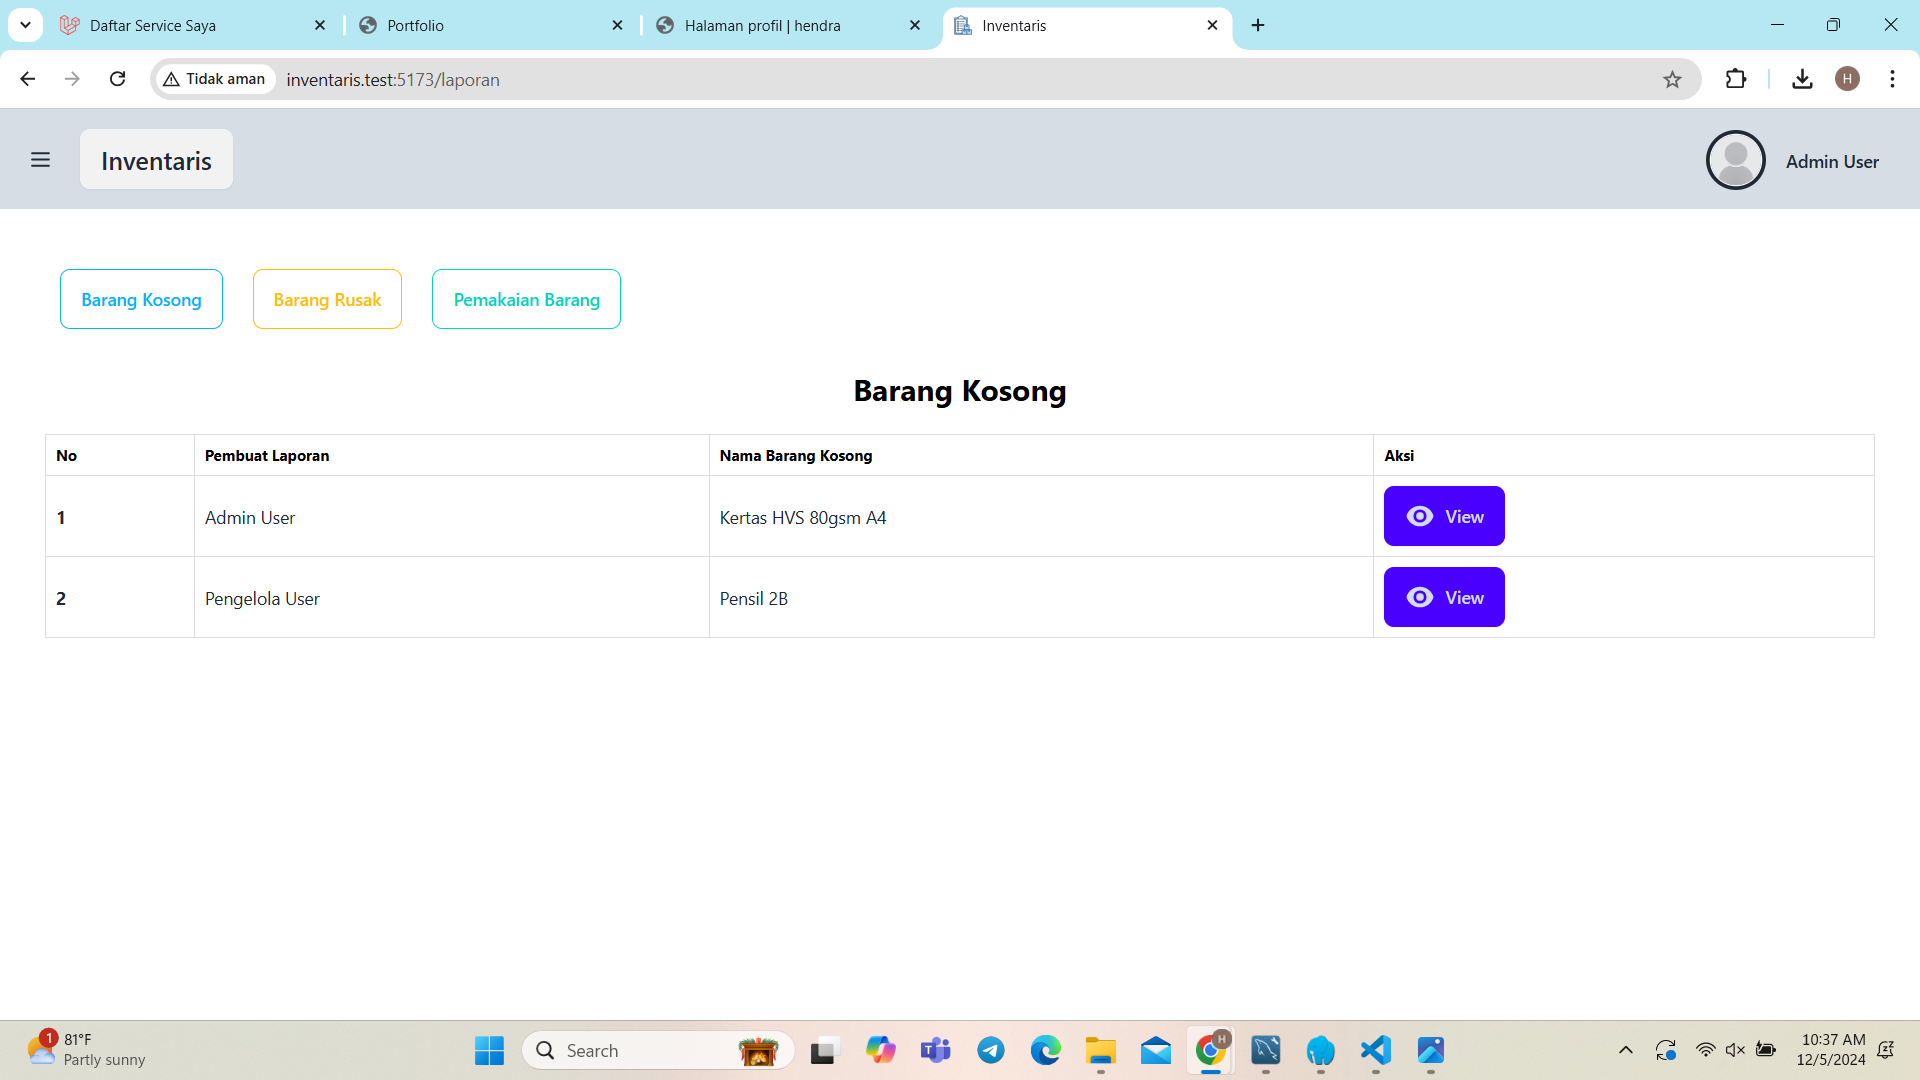 Daftar Service Saya
Portfolio
Halaman profil | hendra
Inventaris
Tidak aman
inventaris.test:5173/laporan
H
Inventaris
Admin User
Barang Kosong
Barang Rusak
Pemakaian Barang
Barang Kosong
No Pembuat Laporan Nama Barang Kosong Aksi
1 Admin User Kertas HVS 80gsm A4 View
2 Pengelola User Pensil 2B View
1
81°F
Partly sunny
Search
H
10:37 AM
12/5/2024